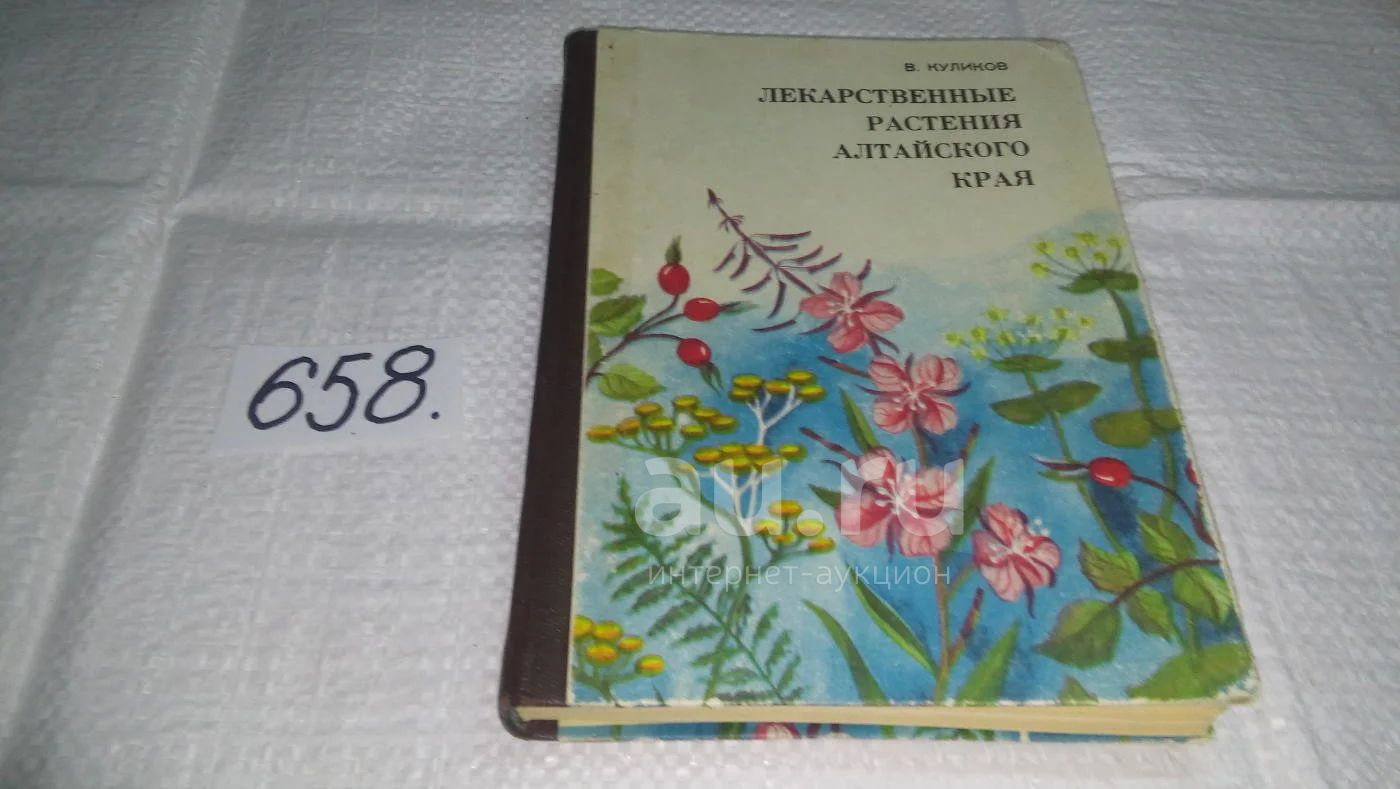 В. КУЛИКОВ
ЛЕКАРСТВЕННЫЕ
РАСТЕНИЯ
АЛТАЙСКОГО
КРАЯ
658.
au.ru
интернет-аукцион